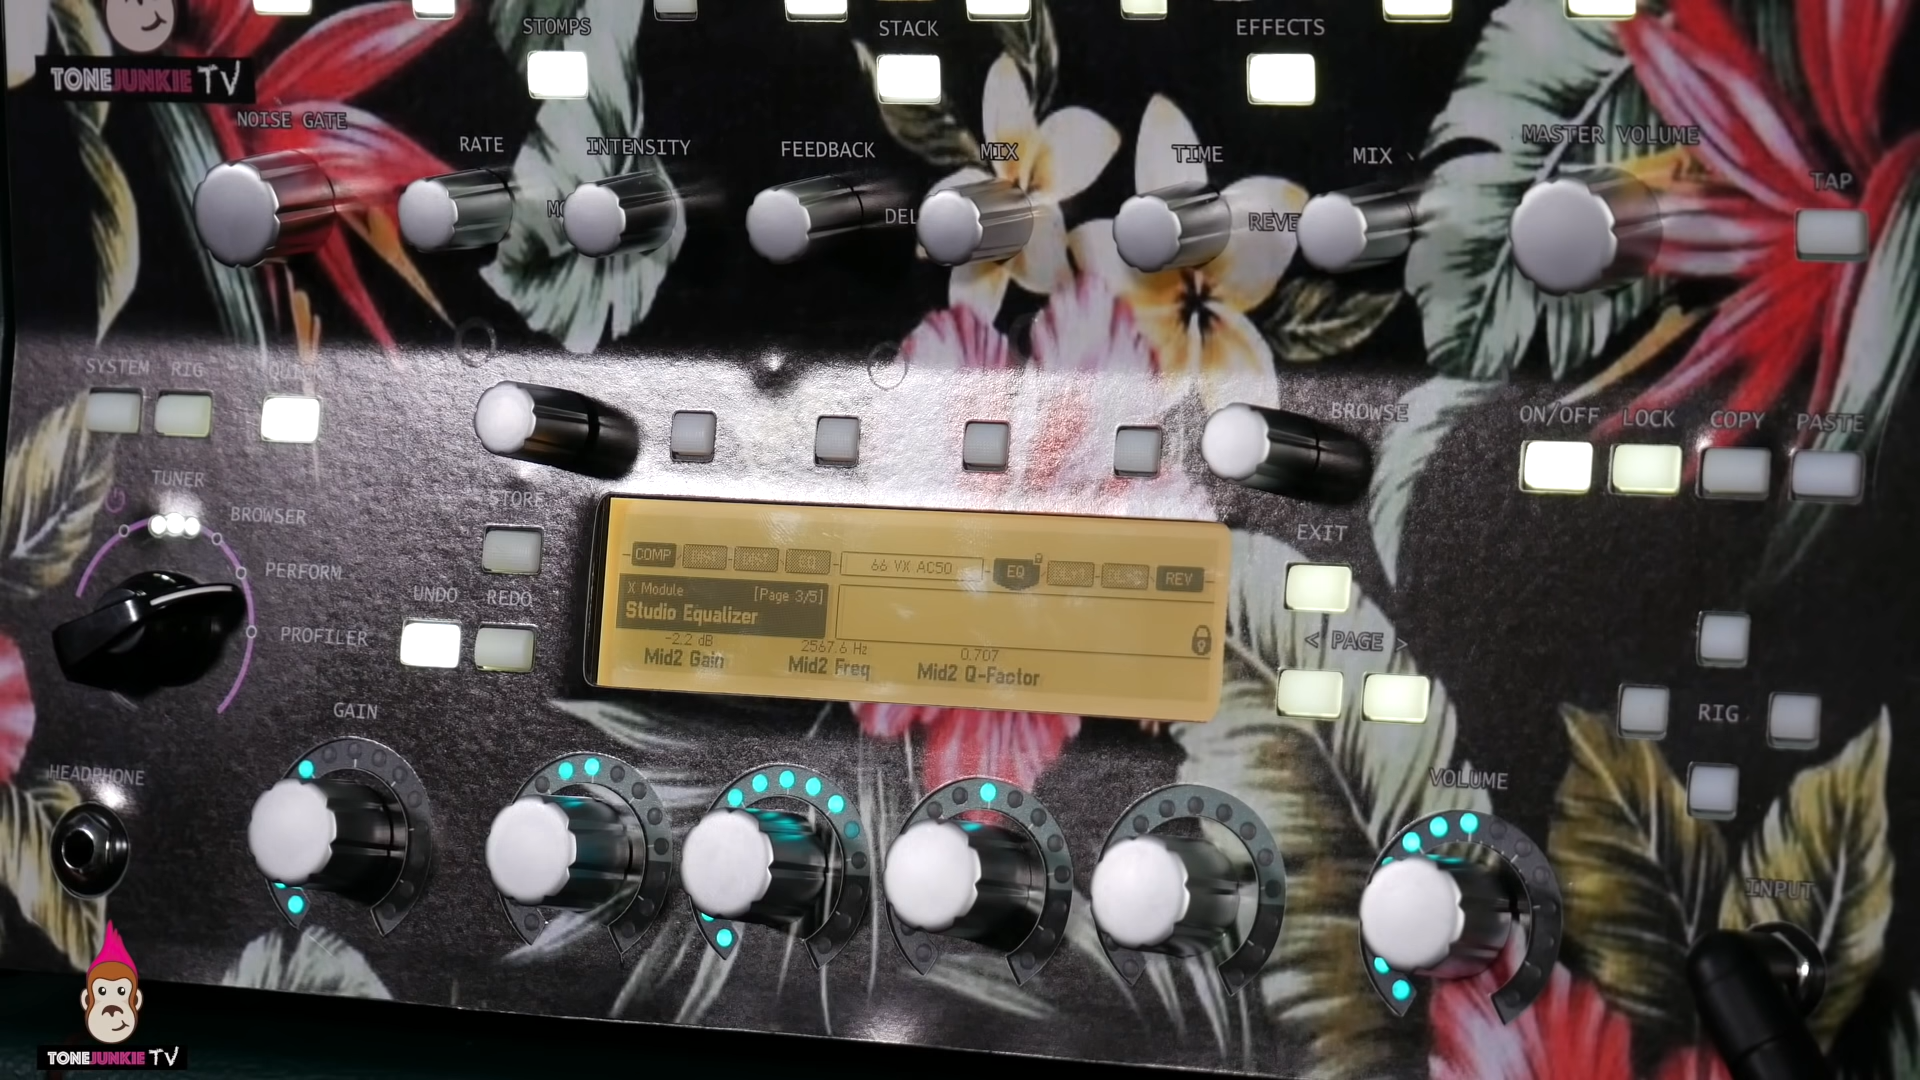 STOMPS
STACK
EFFECTS
TONEJUNKIE TV
NOISE GATE
RATE
INTENSITY
FEEDBACK
MIX
TIME
MIX
MASTER VOLUME
TAP
DEL
REVE
SYSTEM
RIG
QUICK
BROWSE
ON/OFF
LOCK
COPY
PASTE
TUNER
BROWSER
PERFORM
PROFILER
STORE
UNDO
REDO
EXIT
< PAGE >
COMP
EQ
66 VX AC50
EQ
REV
X Module [Page 3/5]
Studio Equalizer
-2.2 dB
2567.6 Hz
0.707
Mid2 Gain
Mid2 Freq
Mid2 Q-Factor
RIG
GAIN
VOLUME
HEADPHONE
INPUT
TONEJUNKIE TV